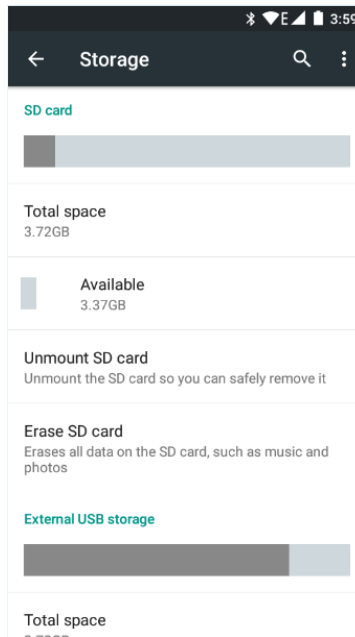 E 3:59
Storage
SD card
Total space
3.72GB
Available
3.37GB
Unmount SD card
Unmount the SD card so you can safely remove it
Erase SD card
Erases all data on the SD card, such as music and
photos
External USB storage
Total space